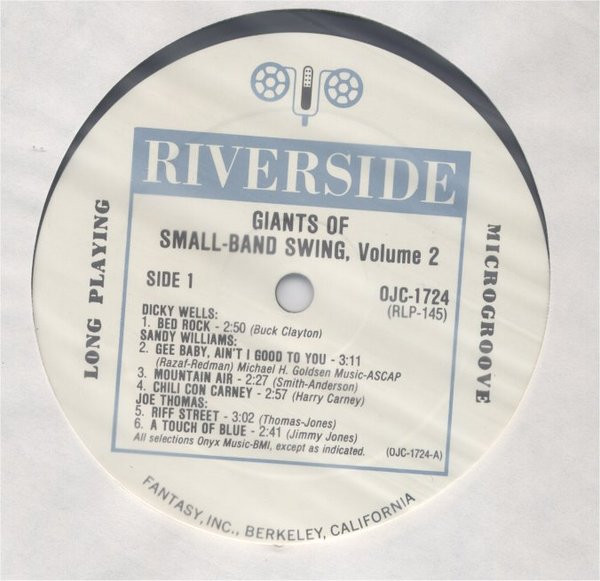 RIVERSIDE
GIANTS OF
SMALL-BAND SWING, Volume 2
SIDE 1
OJC-1724
(RLP-145)
LONG PLAYING
MICROGROOVE
DICKY WELLS:
1. BED ROCK - 2:50 (Buck Clayton)
SANDY WILLIAMS:
2. GEE BABY, AIN'T I GOOD TO YOU - 3:11
(Razaf-Redman) Michael H. Goldsen Music-ASCAP
3. MOUNTAIN AIR - 2:27 (Smith-Anderson)
4. CHILI CON CARNEY - 2:57 (Harry Carney)
JOE THOMAS:
5. RIFF STREET - 3:02 (Thomas-Jones)
6. A TOUCH OF BLUE - 2:41 (Jimmy Jones)
All selections Onyx Music-BMI, except as indicated.
(OJC-1724-A)
FANTASY, INC., BERKELEY, CALIFORNIA